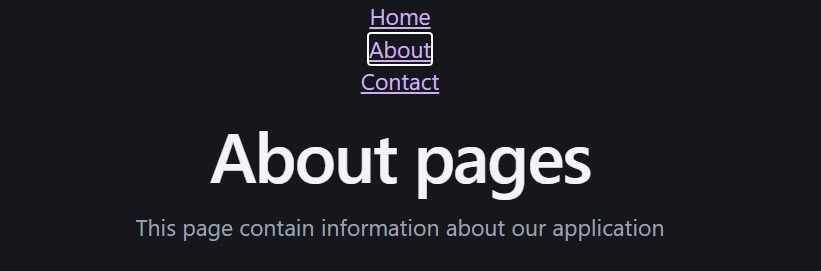 Home
About
Contact
About pages
This page contain information about our application